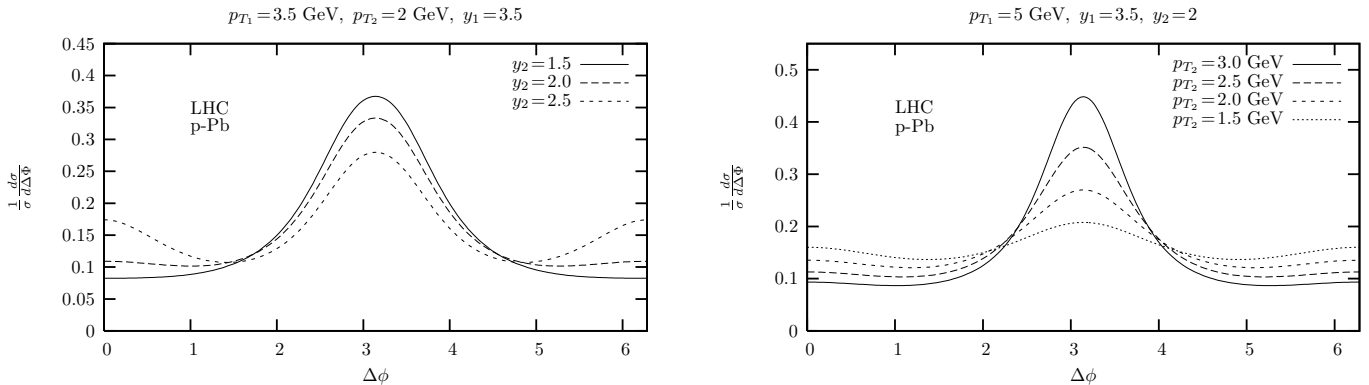 p_{T_1}=3.5 GeV, p_{T_2}=2 GeV, y_1=3.5
0.45
0.4
0.35
0.3
0.25
0.2
0.15
0.1
0.05
0
y_2=1.5
y_2=2.0
y_2=2.5
LHC
p-Pb
\frac{1}{σ} \frac{dσ}{dΔΦ}
0 1 2 3 4 5 6
Δϕ
p_{T_1}=5 GeV, y_1=3.5, y_2=2
0.5
0.4
0.3
0.2
0.1
0
p_{T_2}=3.0 GeV
p_{T_2}=2.5 GeV
p_{T_2}=2.0 GeV
p_{T_2}=1.5 GeV
LHC
p-Pb
\frac{1}{σ} \frac{dσ}{dΔΦ}
0 1 2 3 4 5 6
Δϕ